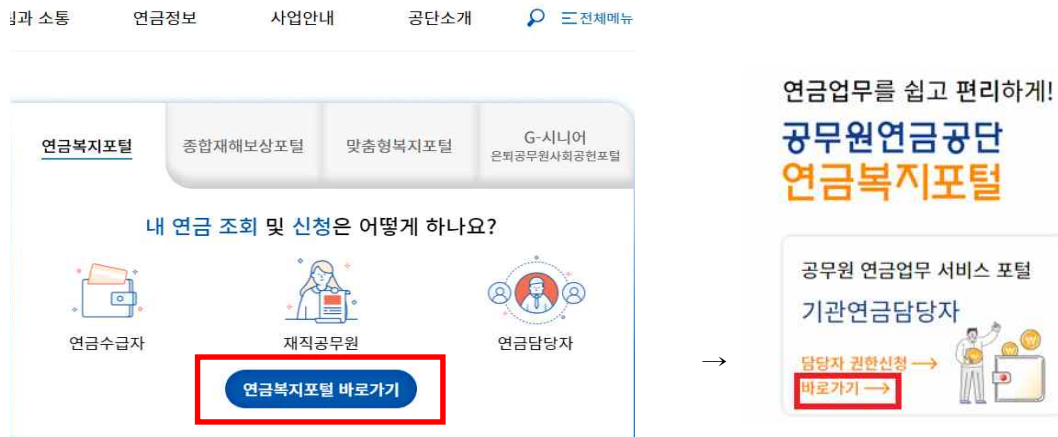 과 소통 연금정보 사업안내 공단소개 전체메뉴
연금복지포털 종합재해보상포털 맞춤형복지포털 G-시니어
은퇴공무원사회공헌포털
내 연금 조회 및 신청은 어떻게 하나요?
연금수급자 재직공무원 연금담당자
연금복지포털 바로가기
→
연금업무를 쉽고 편리하게!
공무원연금공단
연금복지포털
공무원 연금업무 서비스 포털
기관연금담당자
담당자 권한신청 →
바로가기 →